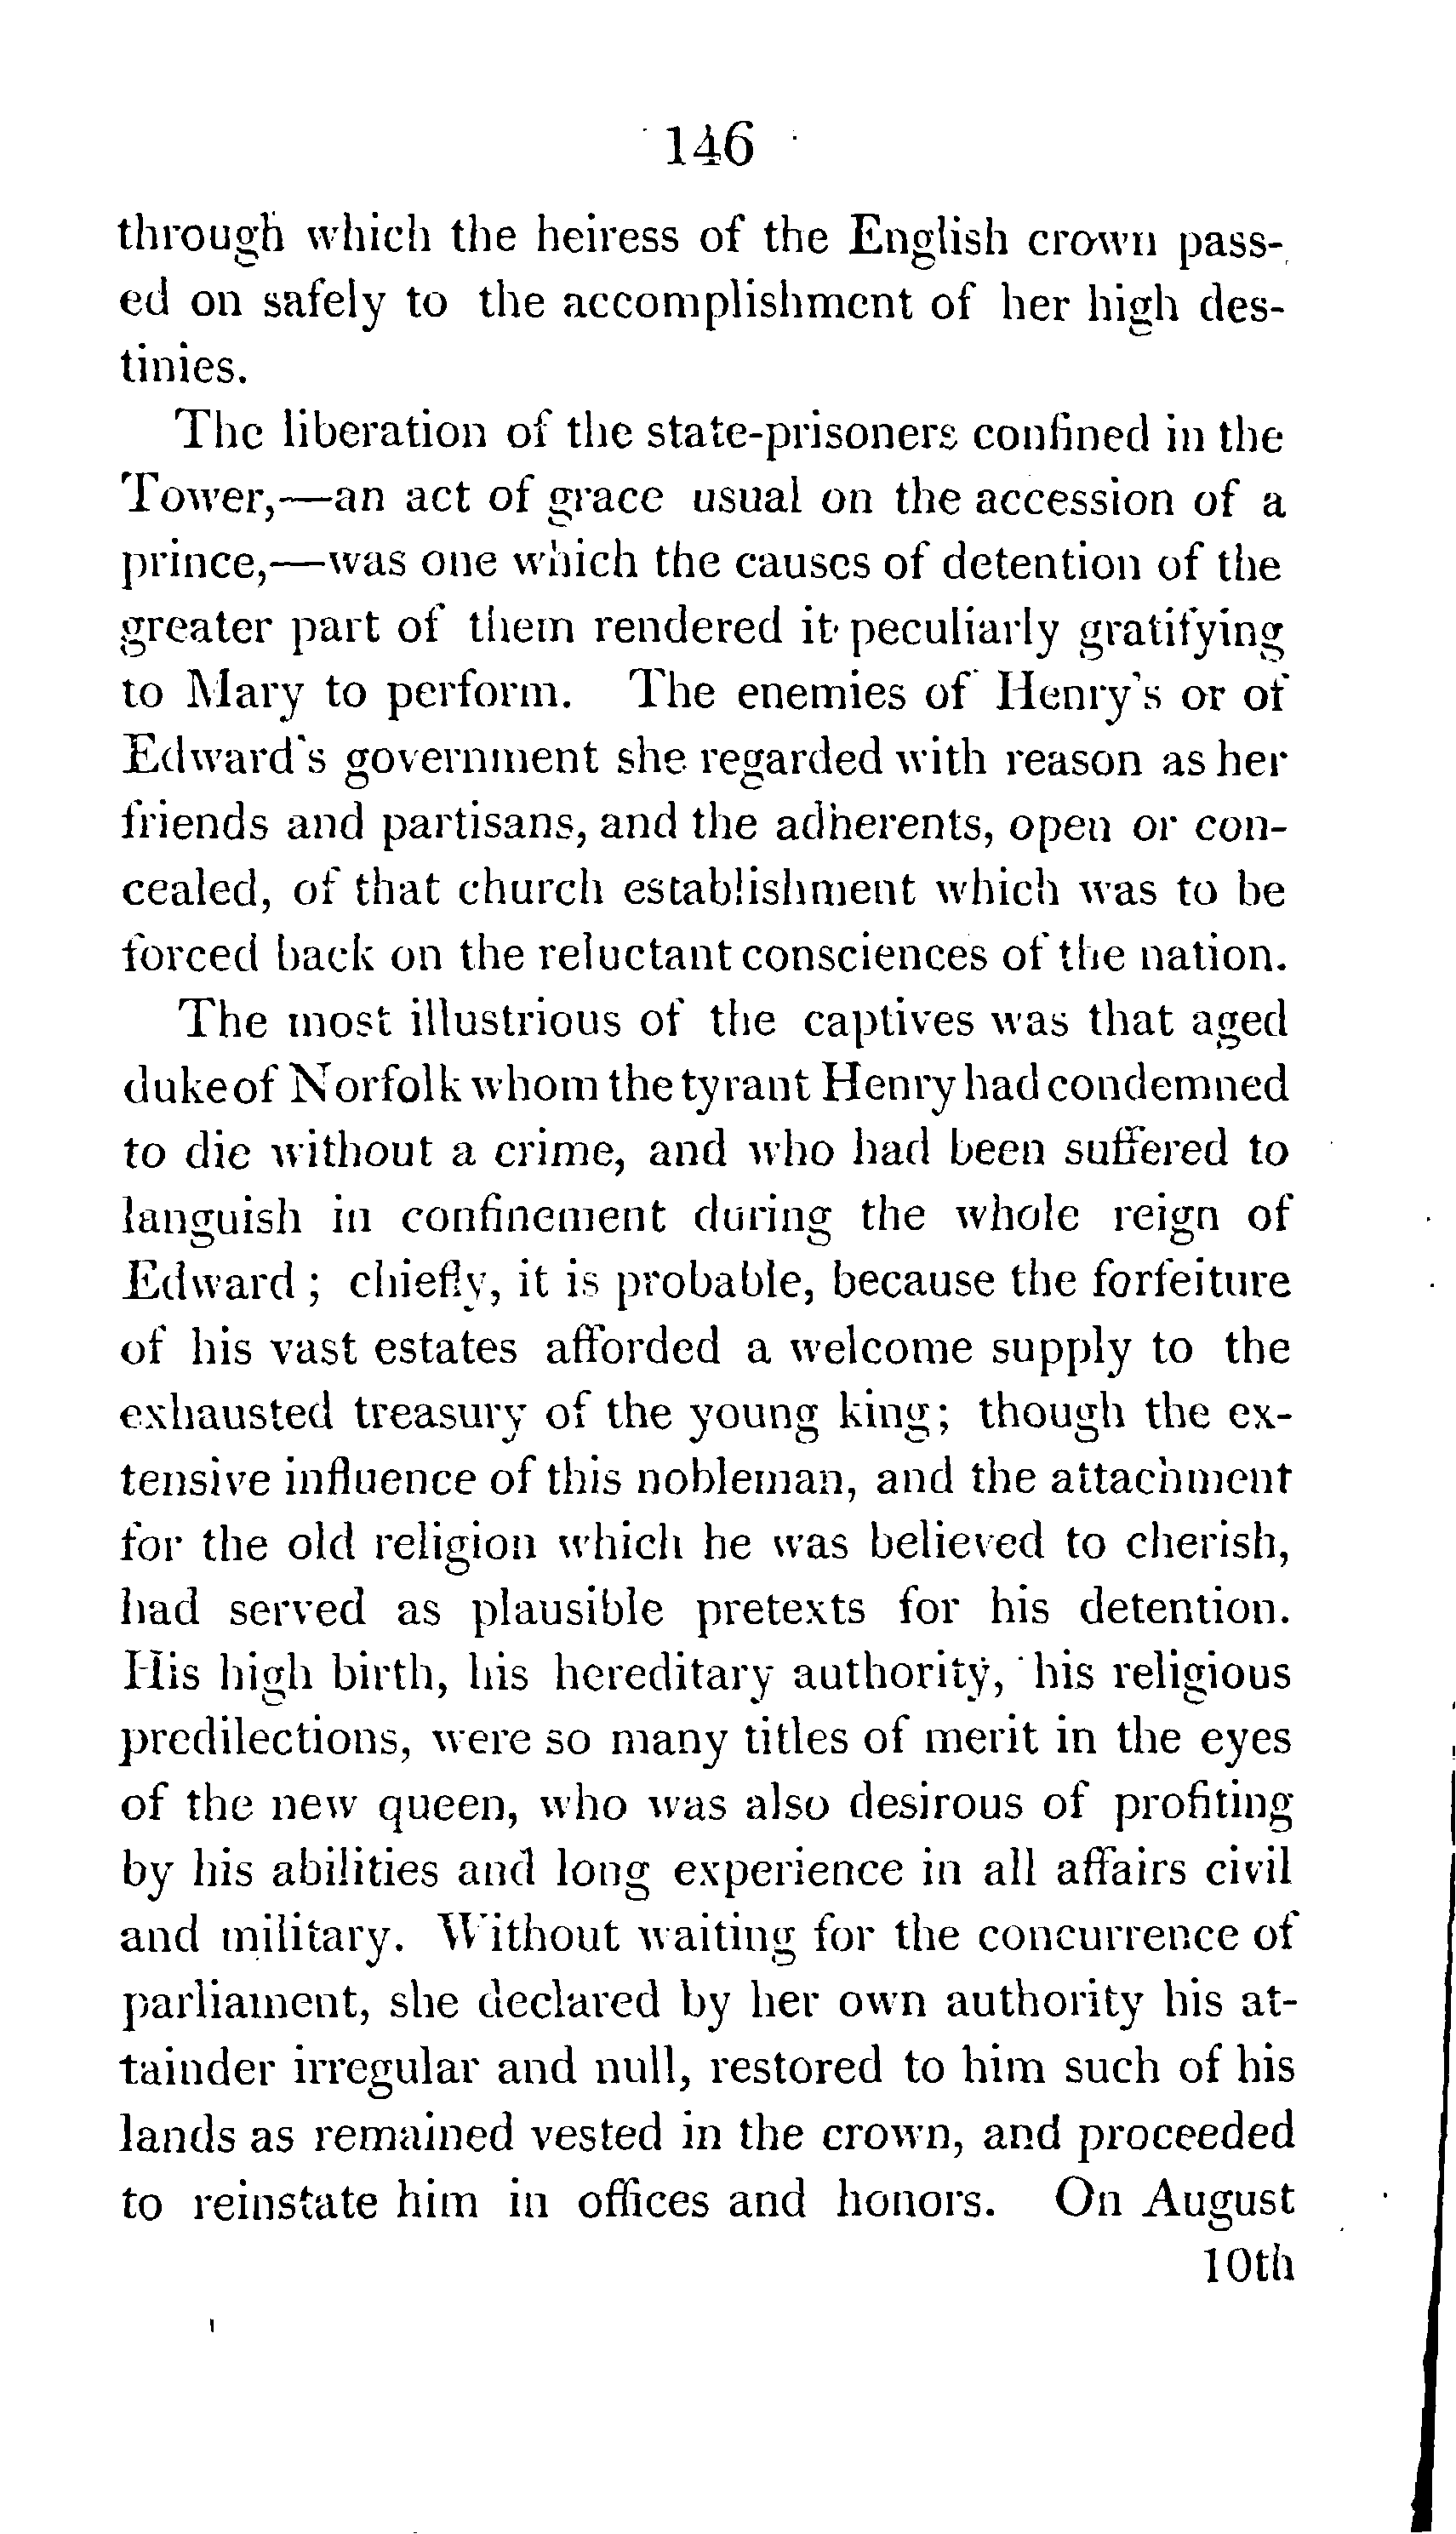 146
through which the heiress of the English crown pass-
ed on safely to the accomplishment of her high des-
tinies.
The liberation of the state-prisoners confined in the
Tower,—an act of grace usual on the accession of a
prince,—was one which the causes of detention of the
greater part of them rendered it peculiarly gratifying
to Mary to perform. The enemies of Henry's or of
Edward's government she regarded with reason as her
friends and partisans, and the adherents, open or con-
cealed, of that church establishment which was to be
forced back on the reluctant consciences of the nation.
The most illustrious of the captives was that aged
duke of Norfolk whom the tyrant Henry had condemned
to die without a crime, and who had been suffered to
languish in confinement during the whole reign of
Edward ; chiefly, it is probable, because the forfeiture
of his vast estates afforded a welcome supply to the
exhausted treasury of the young king; though the ex-
tensive influence of this nobleman, and the attachment
for the old religion which he was believed to cherish,
had served as plausible pretexts for his detention.
His high birth, his hereditary authority, his religious
predilections, were so many titles of merit in the eyes
of the new queen, who was also desirous of profiting
by his abilities and long experience in all affairs civil
and military. Without waiting for the concurrence of
parliament, she declared by her own authority his at-
tainder irregular and null, restored to him such of his
lands as remained vested in the crown, and proceeded
to reinstate him in offices and honors. On August
10th